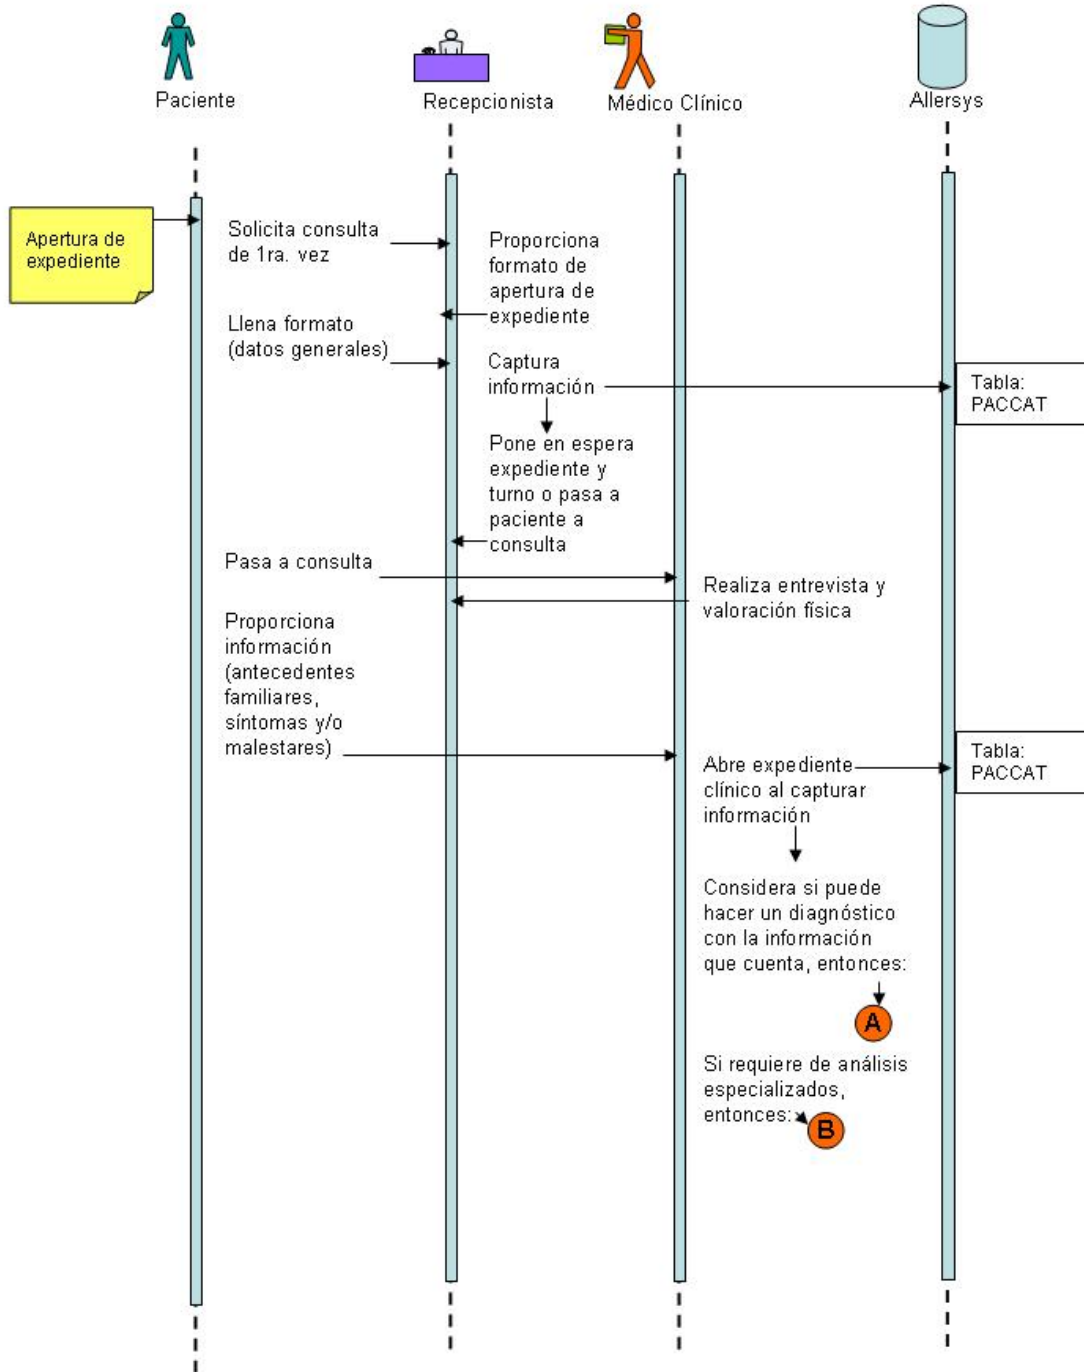 Paciente
Recepcionista
Médico Clínico
Allersys
Apertura de
expediente
Solicita consulta
de 1ra. vez
Proporciona
formato de
apertura de
expediente
Llena formato
(datos generales)
Captura
información
Tabla:
PACCAT
Pone en espera
expediente y
turno o pasa a
paciente a
consulta
Pasa a consulta
Realiza entrevista y
valoración física
Proporciona
información
(antecedentes
familiares,
síntomas y/o
malestares)
Abre expediente
clínico al capturar
información
Tabla:
PACCAT
Considera si puede
hacer un diagnóstico
con la información
que cuenta, entonces:
A
Si requiere de análisis
especializados,
entonces:
B